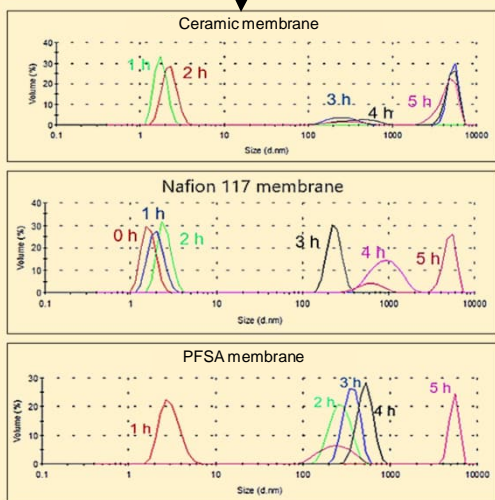 Ceramic membrane
Volume (%)
40
30
20
10
0
1 h
2 h
3 h.
4 h
5 h
0.1 1 10 100 1000 10000
Size (d.nm)
Nafion 117 membrane
Volume (%)
40
30
20
10
0
0 h
1 h
2 h
3 h
4 h
5 h
0.1 1 10 100 1000 10000
Size (d.nm)
PFSA membrane
Volume (%)
30
20
10
0
1 h
2 h
3 h
4 h
5 h
0.1 1 10 100 1000 10000
Size (d.nm)